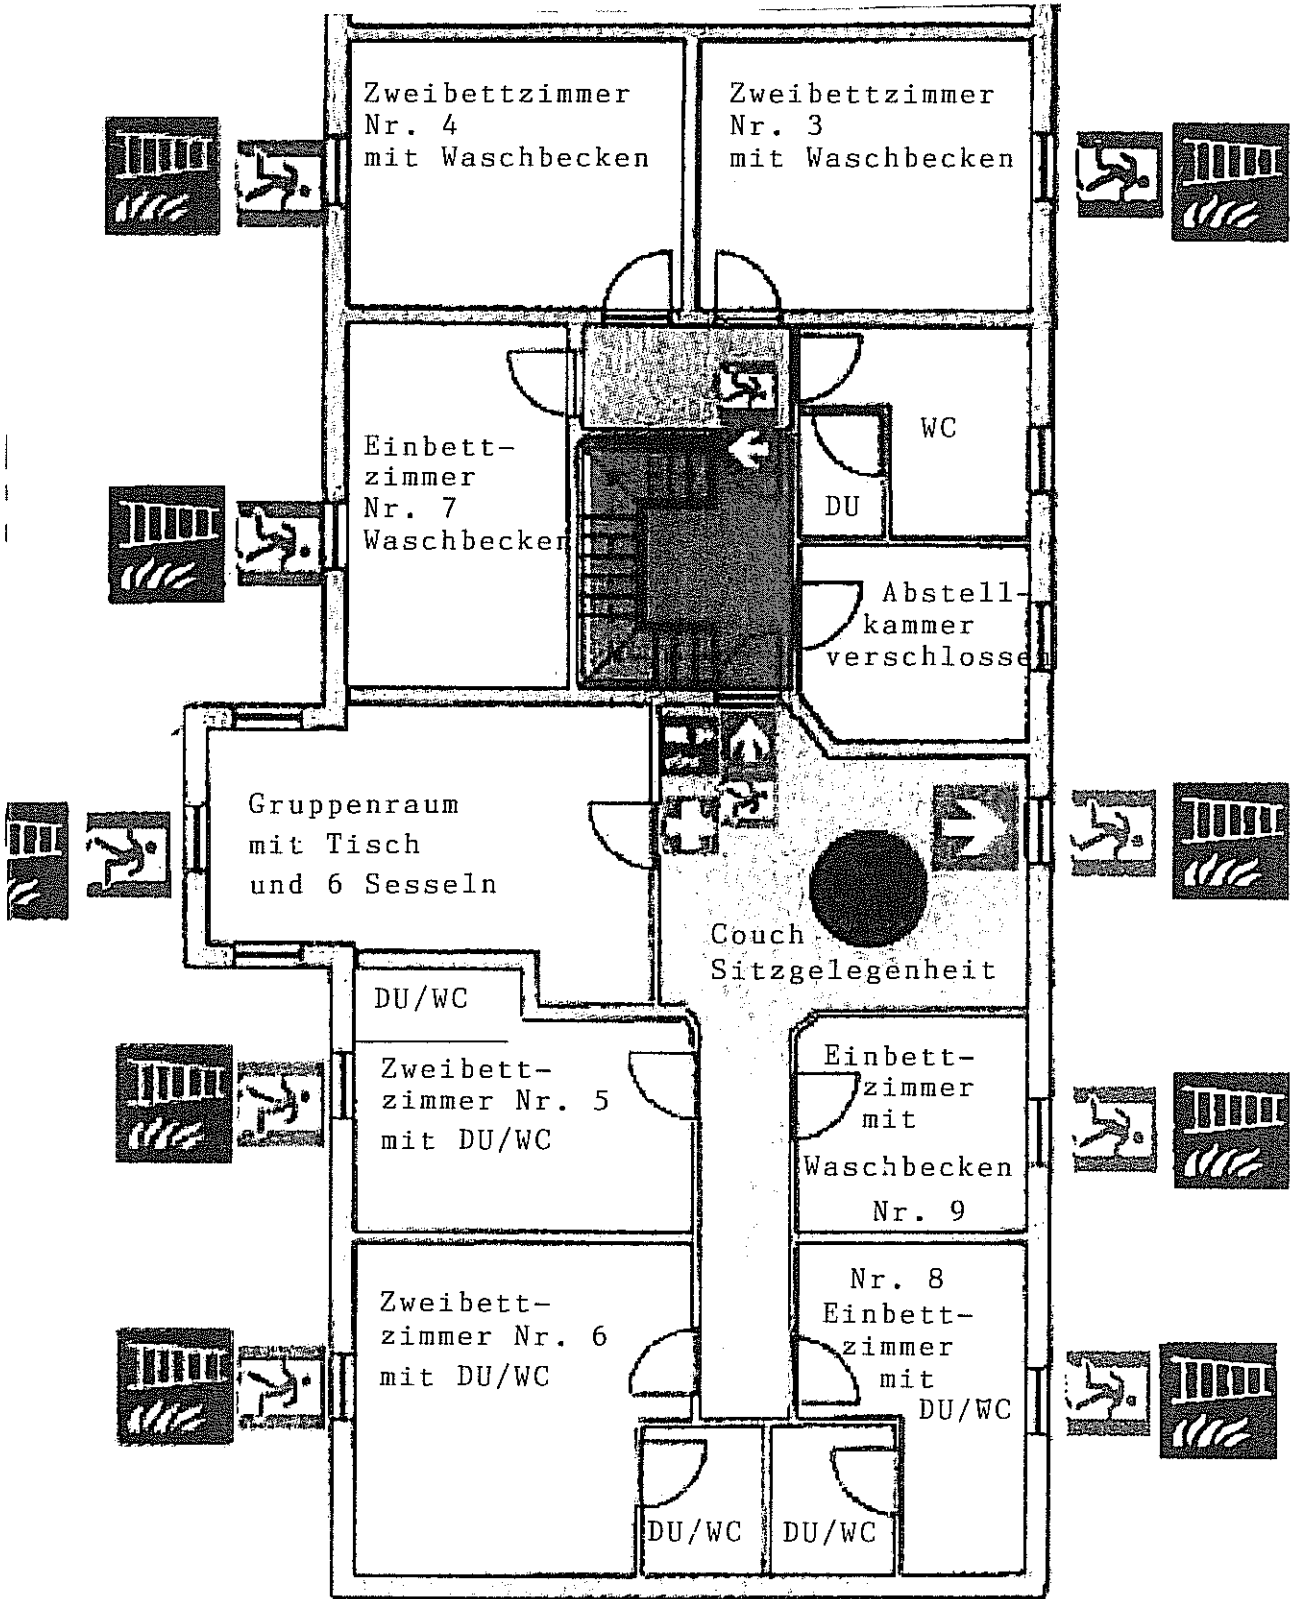 Zweibettzimmer
Nr. 4
mit Waschbecken
Zweibettzimmer
Nr. 3
mit Waschbecken
Einbett-
zimmer
Nr. 7
Waschbecken
WC
DU
Abstell-
kammer
verschlossen
Gruppenraum
mit Tisch
und 6 Sesseln
Couch
Sitzgelegenheit
DU/WC
Zweibett-
zimmer Nr. 5
mit DU/WC
Einbett-
zimmer
mit
Waschbecken
Nr. 9
Zweibett-
zimmer Nr. 6
mit DU/WC
Nr. 8
Einbett-
zimmer
mit
DU/WC
DU/WC
DU/WC